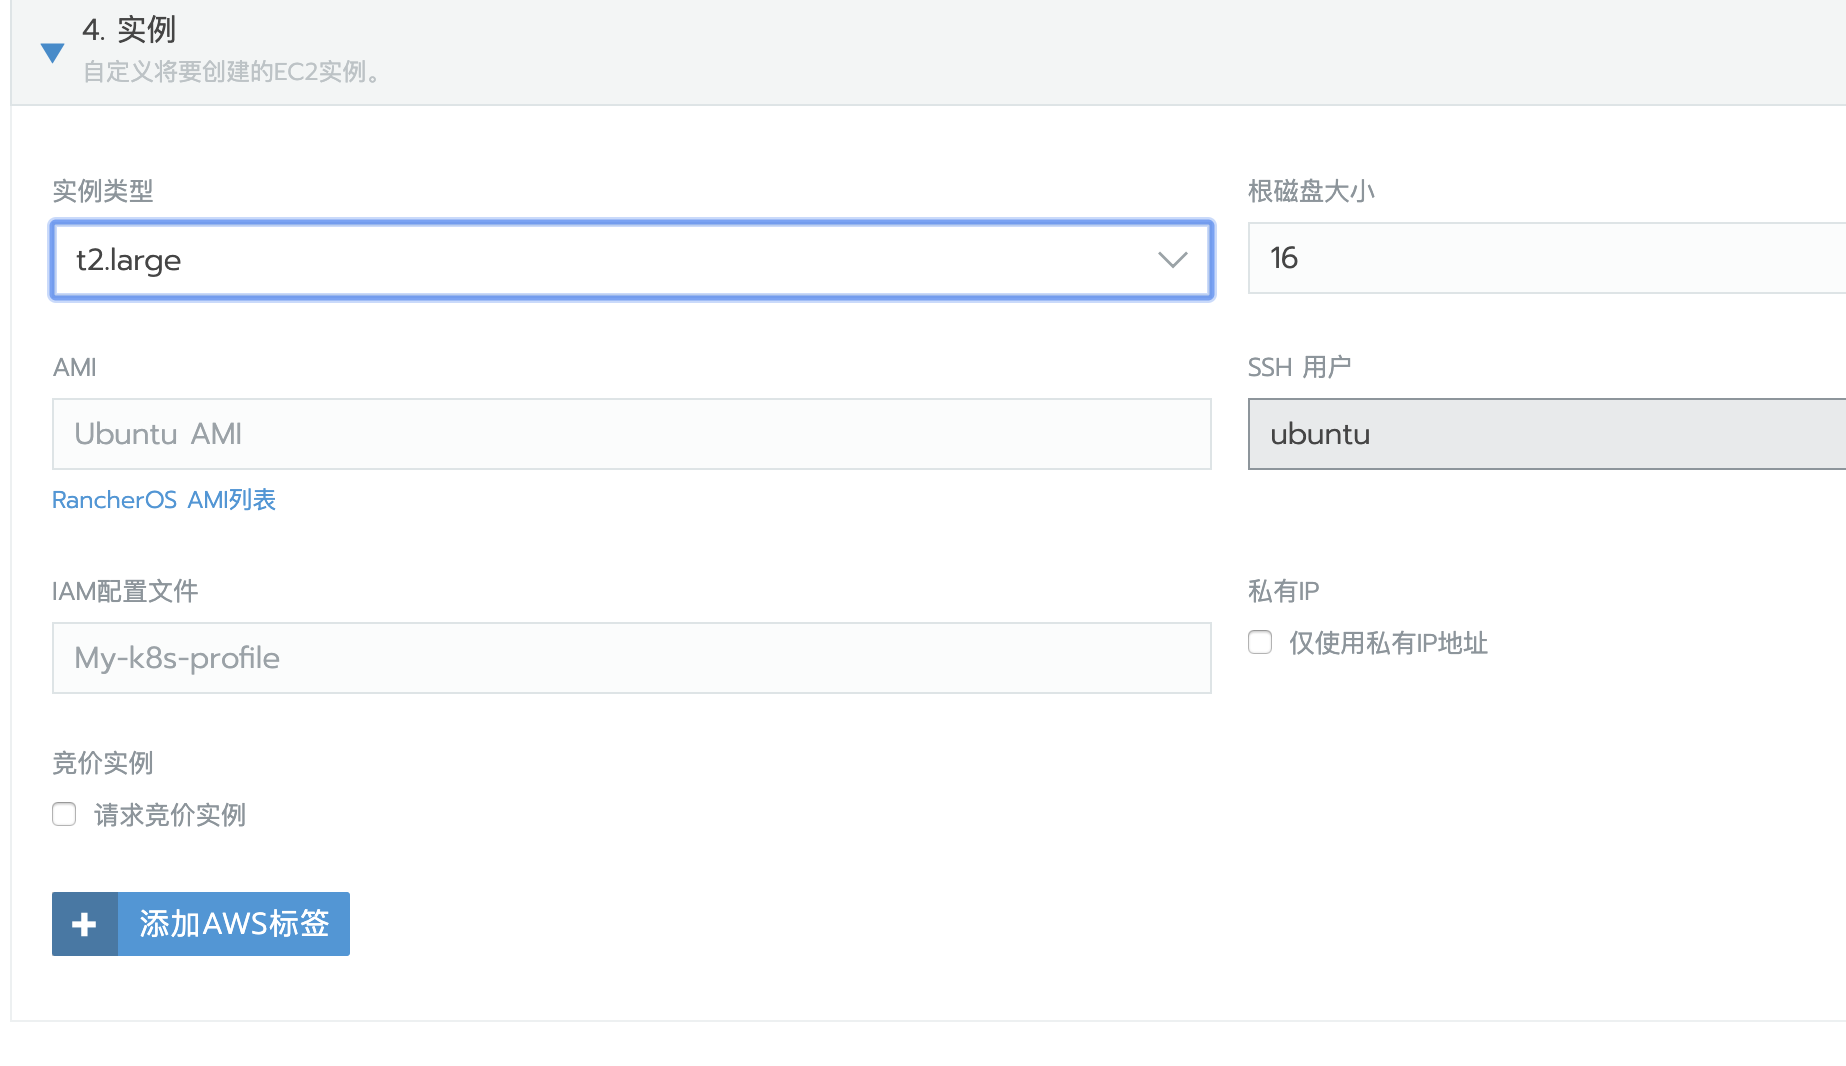 4. 实例
自定义将要创建的EC2实例。
实例类型
根磁盘大小
t2.large
16
AMI
SSH 用户
Ubuntu AMI
ubuntu
RancherOS AMI列表
IAM配置文件
私有IP
My-k8s-profile
仅使用私有IP地址
竞价实例
请求竞价实例
添加AWS标签